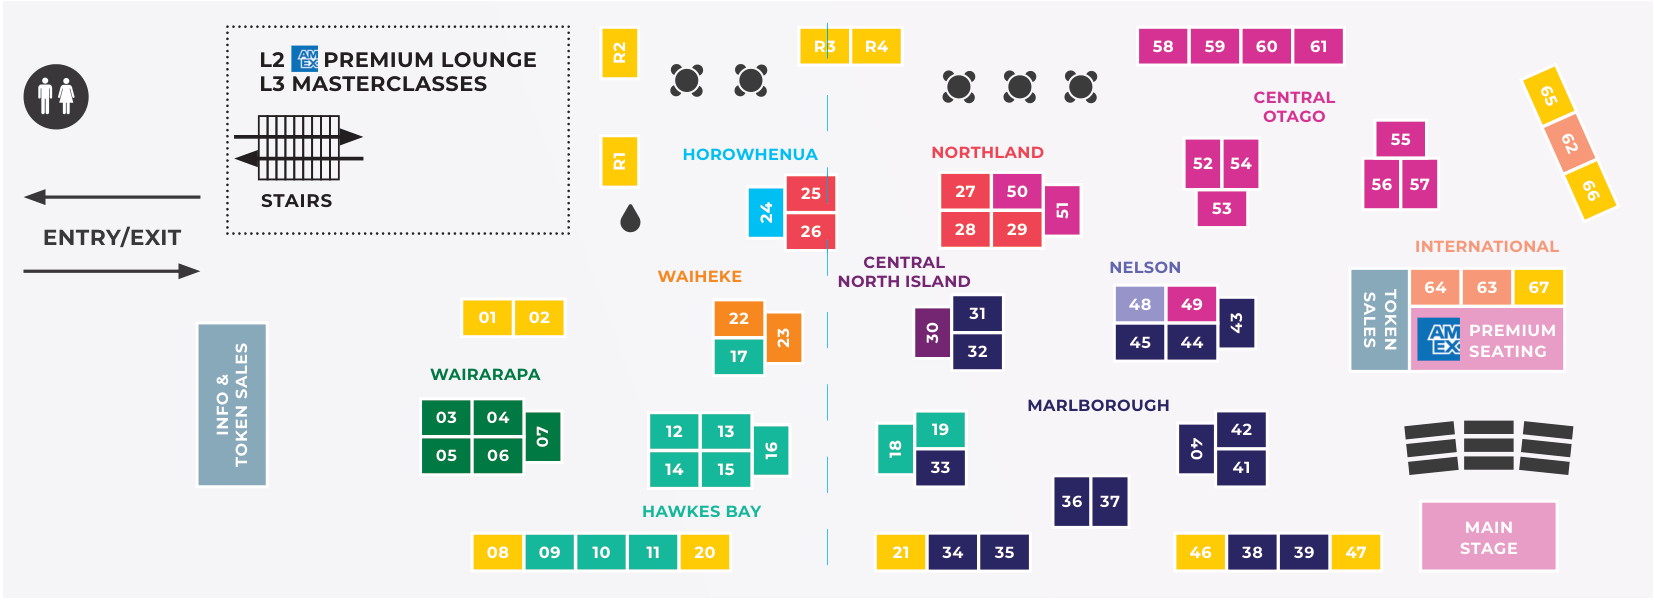 L2 AMEX PREMIUM LOUNGE
L3 MASTERCLASSES
STAIRS
ENTRY/EXIT
INFO &
TOKEN SALES
R2
R1
R3 R4
58 59 60 61
CENTRAL
OTAGO
52 54
53
55
56 57
65
62
66
HOROWHENUA
24
25
26
NORTHLAND
27 50
28 29
51
WAIHEKE
22
17
23
CENTRAL
NORTH ISLAND
30
31
32
NELSON
48 49
45 44
43
INTERNATIONAL
TOKEN
SALES
64 63 67
AMEX
PREMIUM
SEATING
01 02
WAIRARAPA
03 04
05 06
07
12 13
14 15
16
HAWKES BAY
08 09 10 11 20
MARLBOROUGH
18
19
33
36 37
40
42
41
21 34 35
46 38 39 47
MAIN
STAGE